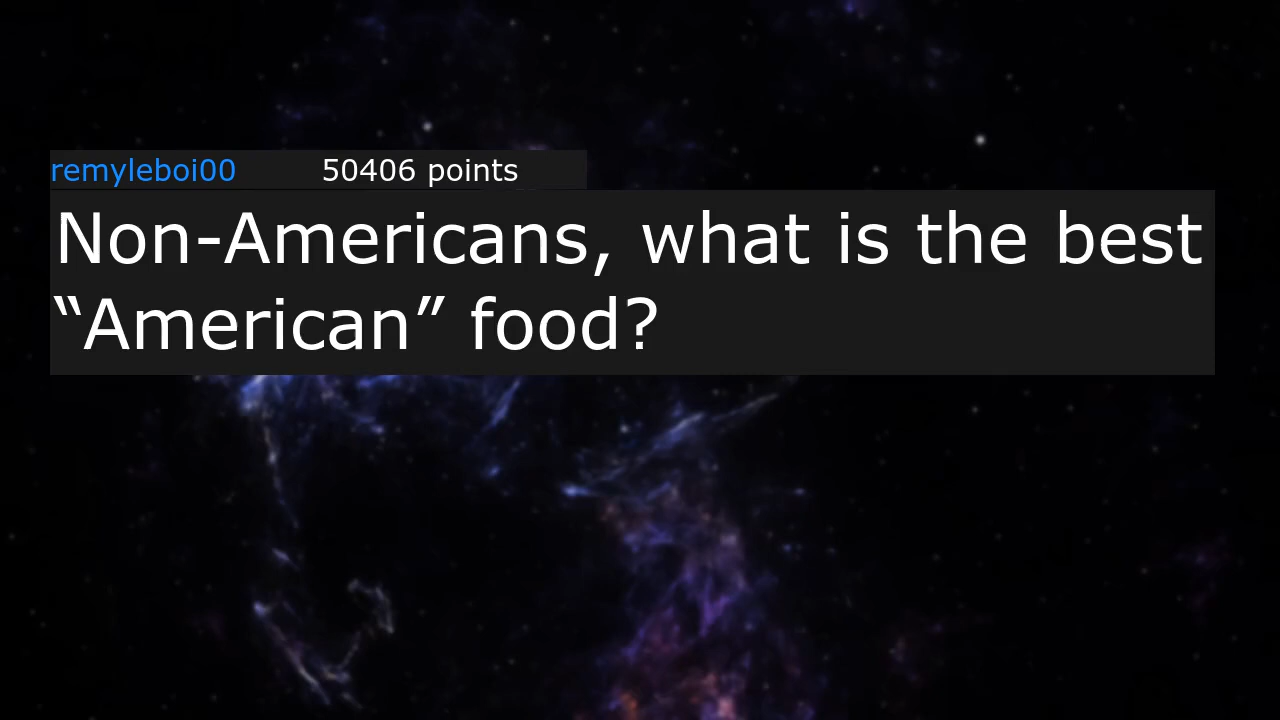 remyleboi00 50406 points
Non-Americans, what is the best
“American” food?